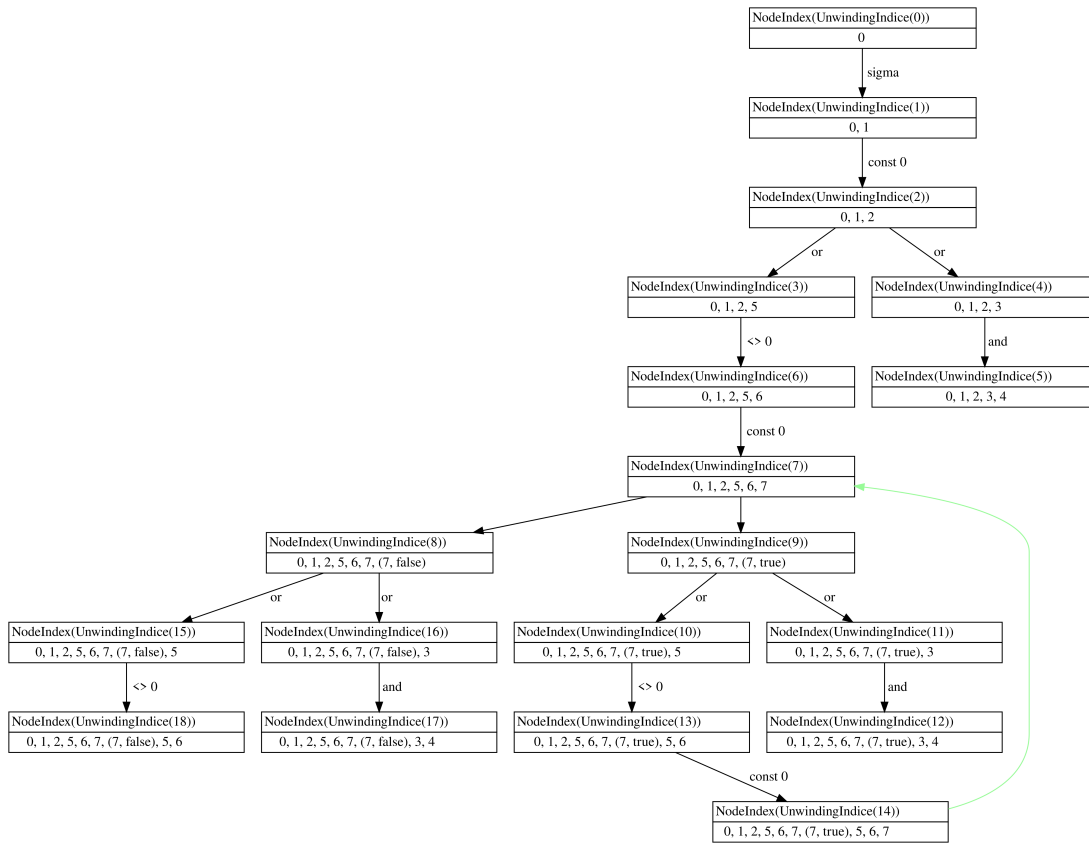 NodeIndex(UnwindingIndice(0))
0
sigma
NodeIndex(UnwindingIndice(1))
0, 1
const 0
NodeIndex(UnwindingIndice(2))
0, 1, 2
or
or
NodeIndex(UnwindingIndice(3))
0, 1, 2, 5
NodeIndex(UnwindingIndice(4))
0, 1, 2, 3
<> 0
and
NodeIndex(UnwindingIndice(6))
0, 1, 2, 5, 6
NodeIndex(UnwindingIndice(5))
0, 1, 2, 3, 4
const 0
NodeIndex(UnwindingIndice(7))
0, 1, 2, 5, 6, 7
NodeIndex(UnwindingIndice(8))
0, 1, 2, 5, 6, 7, (7, false)
NodeIndex(UnwindingIndice(9))
0, 1, 2, 5, 6, 7, (7, true)
or
or
or
or
NodeIndex(UnwindingIndice(15))
0, 1, 2, 5, 6, 7, (7, false), 5
NodeIndex(UnwindingIndice(16))
0, 1, 2, 5, 6, 7, (7, false), 3
NodeIndex(UnwindingIndice(10))
0, 1, 2, 5, 6, 7, (7, true), 5
NodeIndex(UnwindingIndice(11))
0, 1, 2, 5, 6, 7, (7, true), 3
<> 0
and
<> 0
and
NodeIndex(UnwindingIndice(18))
0, 1, 2, 5, 6, 7, (7, false), 5, 6
NodeIndex(UnwindingIndice(17))
0, 1, 2, 5, 6, 7, (7, false), 3, 4
NodeIndex(UnwindingIndice(13))
0, 1, 2, 5, 6, 7, (7, true), 5, 6
NodeIndex(UnwindingIndice(12))
0, 1, 2, 5, 6, 7, (7, true), 3, 4
const 0
NodeIndex(UnwindingIndice(14))
0, 1, 2, 5, 6, 7, (7, true), 5, 6, 7